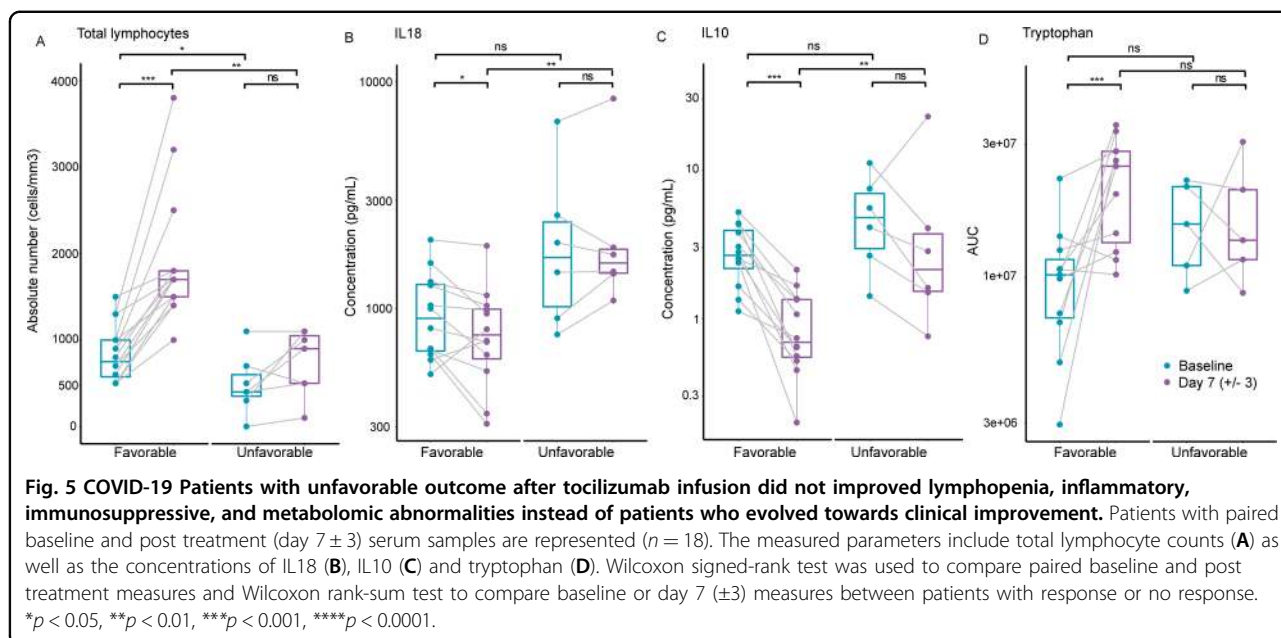 A Total lymphocytes
* 
**
***
ns
4000
3000
2000
1000
500
0
Absolute number (cells/mm3)
Favorable
Unfavorable
B IL18
ns
**
*
ns
10000
3000
1000
300
Concentration (pg/mL)
Favorable
Unfavorable
C IL10
ns
**
***
ns
30
10
3
1
0.3
Concentration (pg/mL)
Favorable
Unfavorable
D Tryptophan
ns
ns
***
ns
3e+07
1e+07
3e+06
AUC
Baseline
Day 7 (+/- 3)
Favorable
Unfavorable
Fig. 5 COVID-19 Patients with unfavorable outcome after tocilizumab infusion did not improved lymphopenia, inflammatory,
immunosuppressive, and metabolomic abnormalities instead of patients who evolved towards clinical improvement. Patients with paired
baseline and post treatment (day 7 ± 3) serum samples are represented (n = 18). The measured parameters include total lymphocyte counts (A) as
well as the concentrations of IL18 (B), IL10 (C) and tryptophan (D). Wilcoxon signed-rank test was used to compare paired baseline and post
treatment measures and Wilcoxon rank-sum test to compare baseline or day 7 (±3) measures between patients with response or no response.
*p < 0.05, **p < 0.01, ***p < 0.001, ****p < 0.0001.